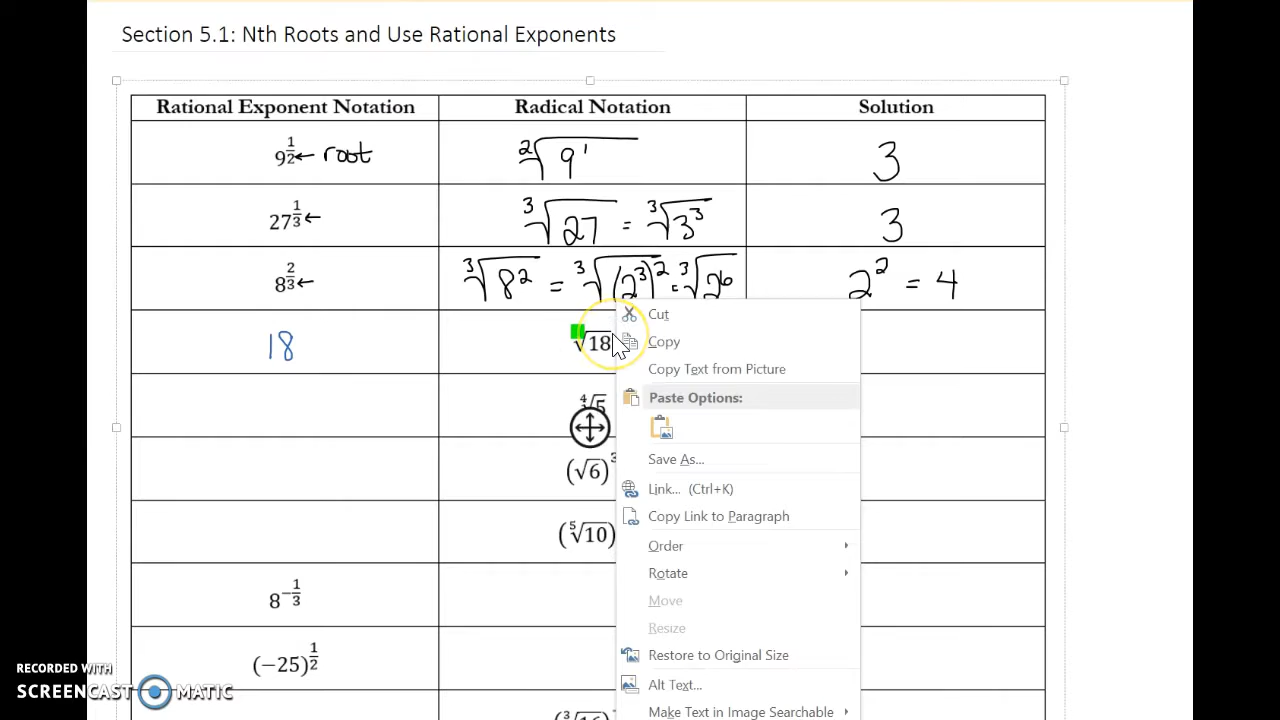 Section 5.1: Nth Roots and Use Rational Exponents
Rational Exponent Notation Radical Notation Solution
9^(1/2) ← root ²√9¹ 3
27^(1/3) ← ³√27 = ³√3³ 3
8^(2/3) ← ³√8² = ³√(2³)² = ³√2⁶ 2² = 4
18 √18
⁴√5
(√6)³
(⁵√10)
8^(-1/3)
(−25)^(1/2)
Cut
Copy
Copy Text from Picture
Paste Options:
Save As...
Link... (Ctrl+K)
Copy Link to Paragraph
Order
Rotate
Move
Resize
Restore to Original Size
Alt Text...
Make Text in Image Searchable
RECORDED WITH
SCREENCAST MATIC